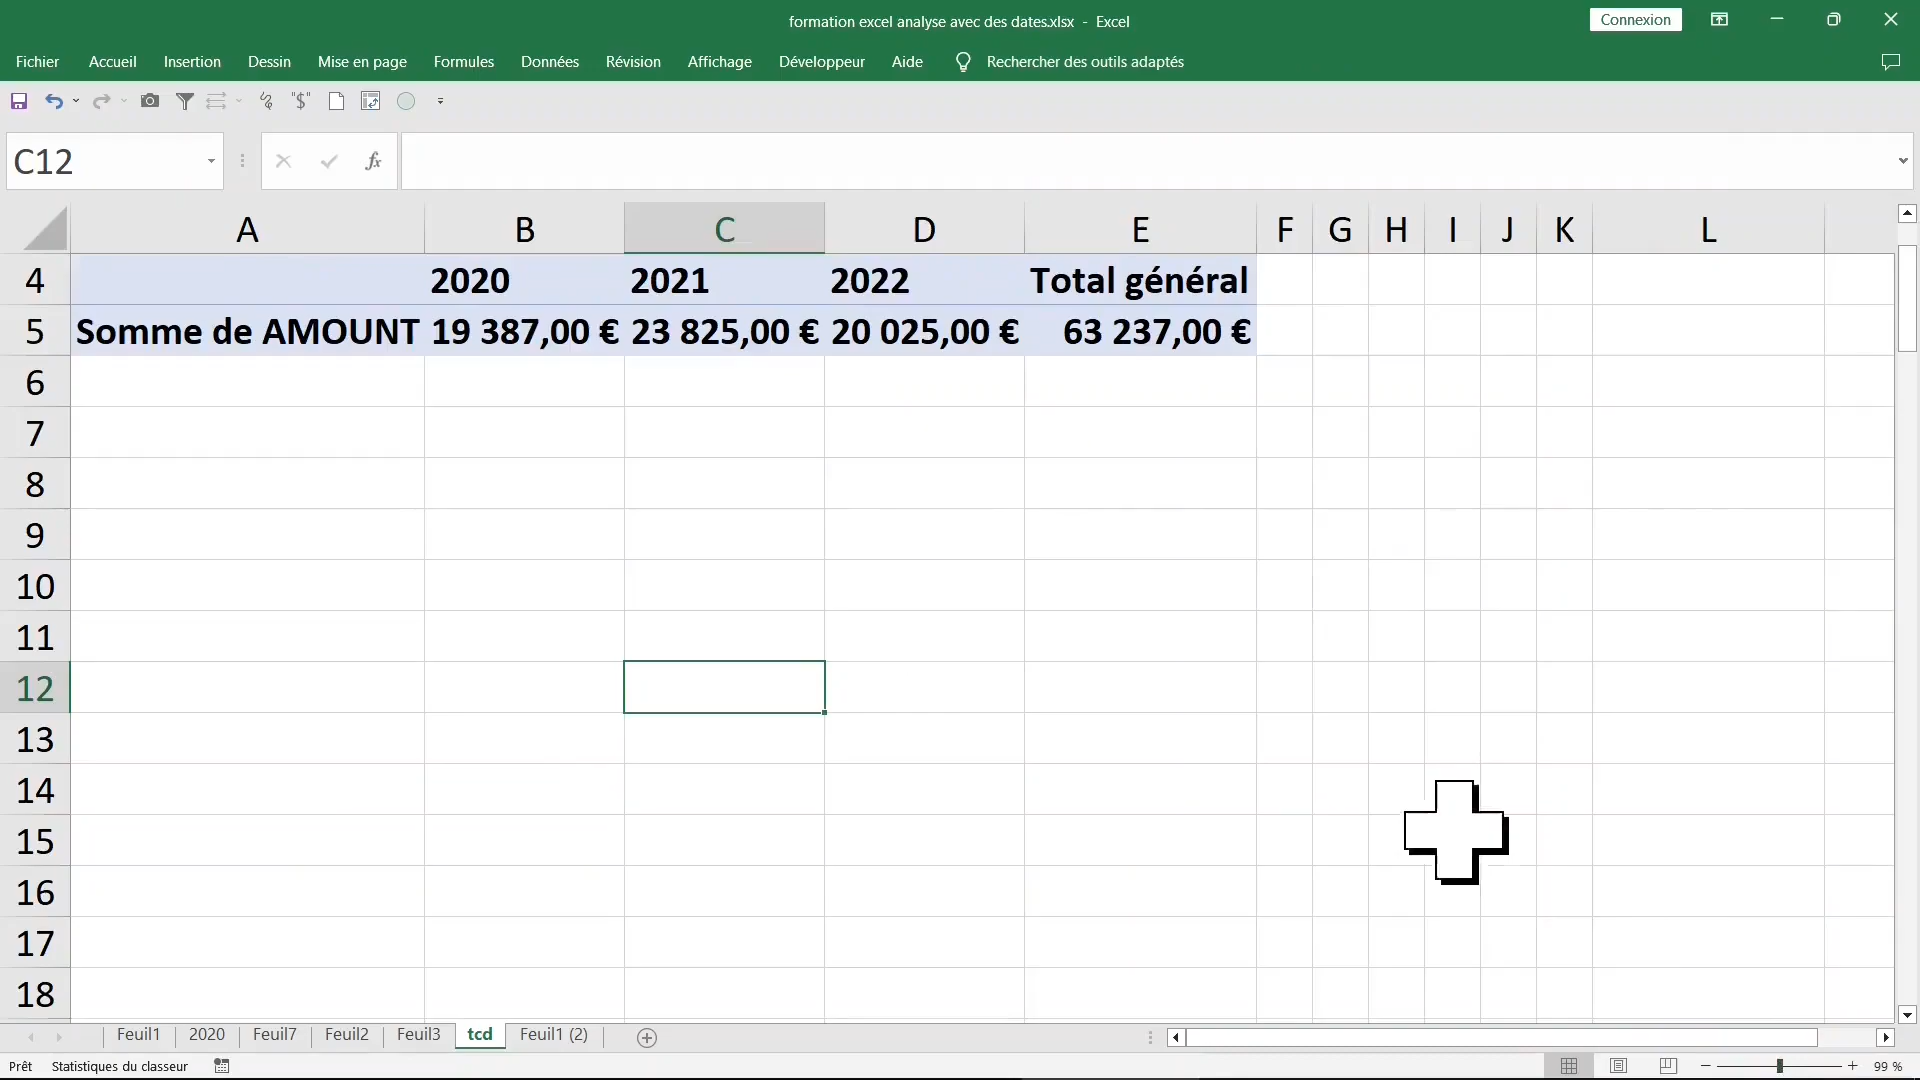 formation excel analyse avec des dates.xlsx - Excel
Connexion
Fichier Accueil Insertion Dessin Mise en page Formules Données Révision Affichage Développeur Aide Rechercher des outils adaptés
"$"
C12 fx
A B C D E F G H I J K L
4 2020 2021 2022 Total général
5 Somme de AMOUNT 19 387,00 € 23 825,00 € 20 025,00 € 63 237,00 €
6
7
8
9
10
11
12
13
14
15
16
17
18
Feuil1 2020 Feuil7 Feuil2 Feuil3 tcd Feuil1 (2)
Prêt Statistiques du classeur 99 %